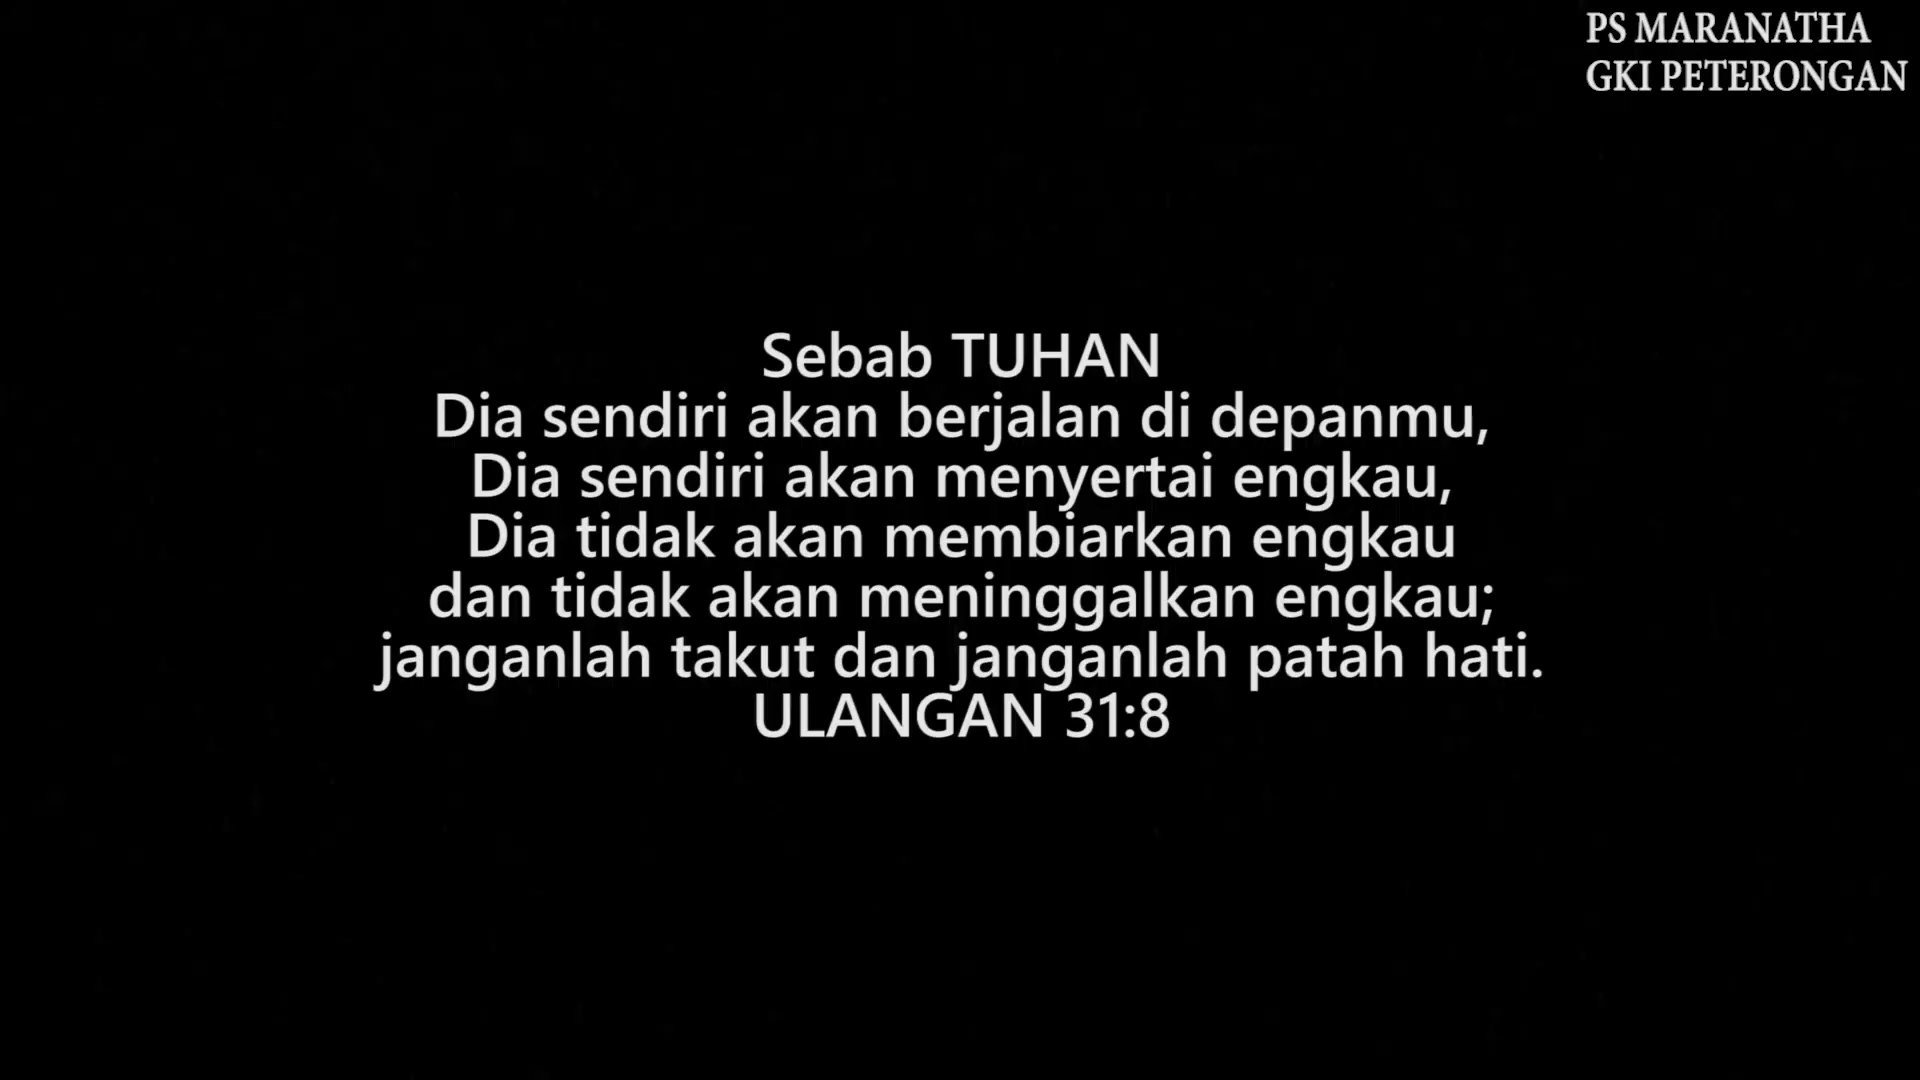 PS MARANATHA
GKI PETERONGAN
Sebab TUHAN
Dia sendiri akan berjalan di depanmu,
Dia sendiri akan menyertai engkau,
Dia tidak akan membiarkan engkau
dan tidak akan meninggalkan engkau;
janganlah takut dan janganlah patah hati.
ULANGAN 31:8